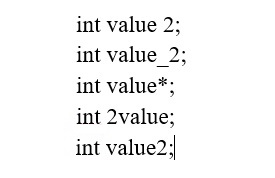 int value 2;
int value_2;
int value*;
int 2value;
int value2;